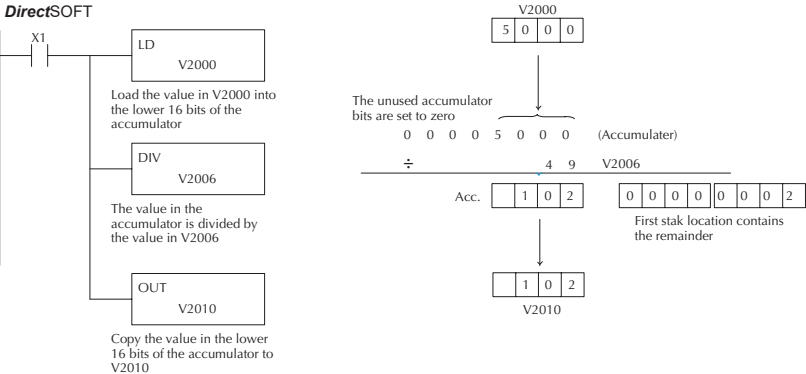 DirectSOFT
X1
LD
V2000
Load the value in V2000 into
the lower 16 bits of the
accumulator
DIV
V2006
The value in the
accumulator is divided by
the value in V2006
OUT
V2010
Copy the value in the lower
16 bits of the accumulator to
V2010
V2000
5 0 0 0
The unused accumulator
bits are set to zero
0 0 0 0 5 0 0 0 (Accumulater)
÷ 4 9 V2006
Acc. 1 0 2 0 0 0 0 0 0 0 2
First stak location contains
the remainder
1 0 2
V2010